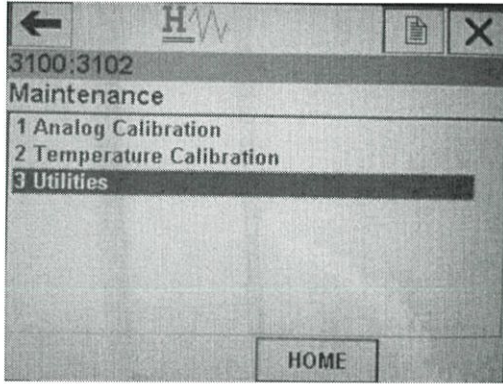 H
3100:3102
Maintenance
1 Analog Calibration
2 Temperature Calibration
3 Utilities
HOME